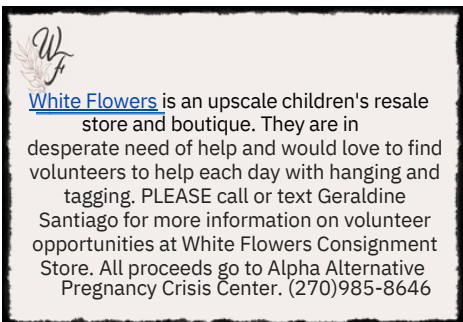 WF
White Flowers is an upscale children's resale
store and boutique. They are in
desperate need of help and would love to find
volunteers to help each day with hanging and
tagging. PLEASE call or text Geraldine
Santiago for more information on volunteer
opportunities at White Flowers Consignment
Store. All proceeds go to Alpha Alternative
Pregnancy Crisis Center. (270)985-8646